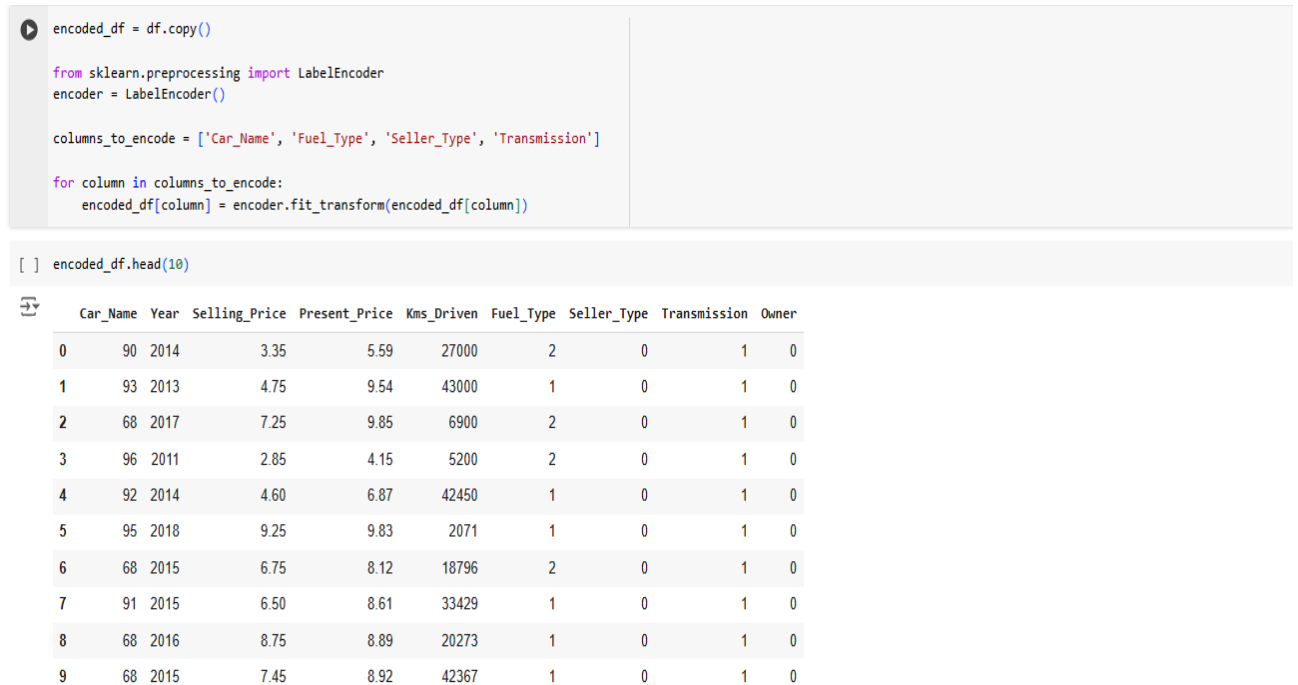 encoded_df = df.copy()
from sklearn.preprocessing import LabelEncoder
encoder = LabelEncoder()
columns_to_encode = ['Car_Name', 'Fuel_Type', 'Seller_Type', 'Transmission']
for column in columns_to_encode:
    encoded_df[column] = encoder.fit_transform(encoded_df[column])
[ ] encoded_df.head(10)
Car_Name Year Selling_Price Present_Price Kms_Driven Fuel_Type Seller_Type Transmission Owner
0 90 2014 3.35 5.59 27000 2 0 1 0
1 93 2013 4.75 9.54 43000 1 0 1 0
2 68 2017 7.25 9.85 6900 2 0 1 0
3 96 2011 2.85 4.15 5200 2 0 1 0
4 92 2014 4.60 6.87 42450 1 0 1 0
5 95 2018 9.25 9.83 2071 1 0 1 0
6 68 2015 6.75 8.12 18796 2 0 1 0
7 91 2015 6.50 8.61 33429 1 0 1 0
8 68 2016 8.75 8.89 20273 1 0 1 0
9 68 2015 7.45 8.92 42367 1 0 1 0